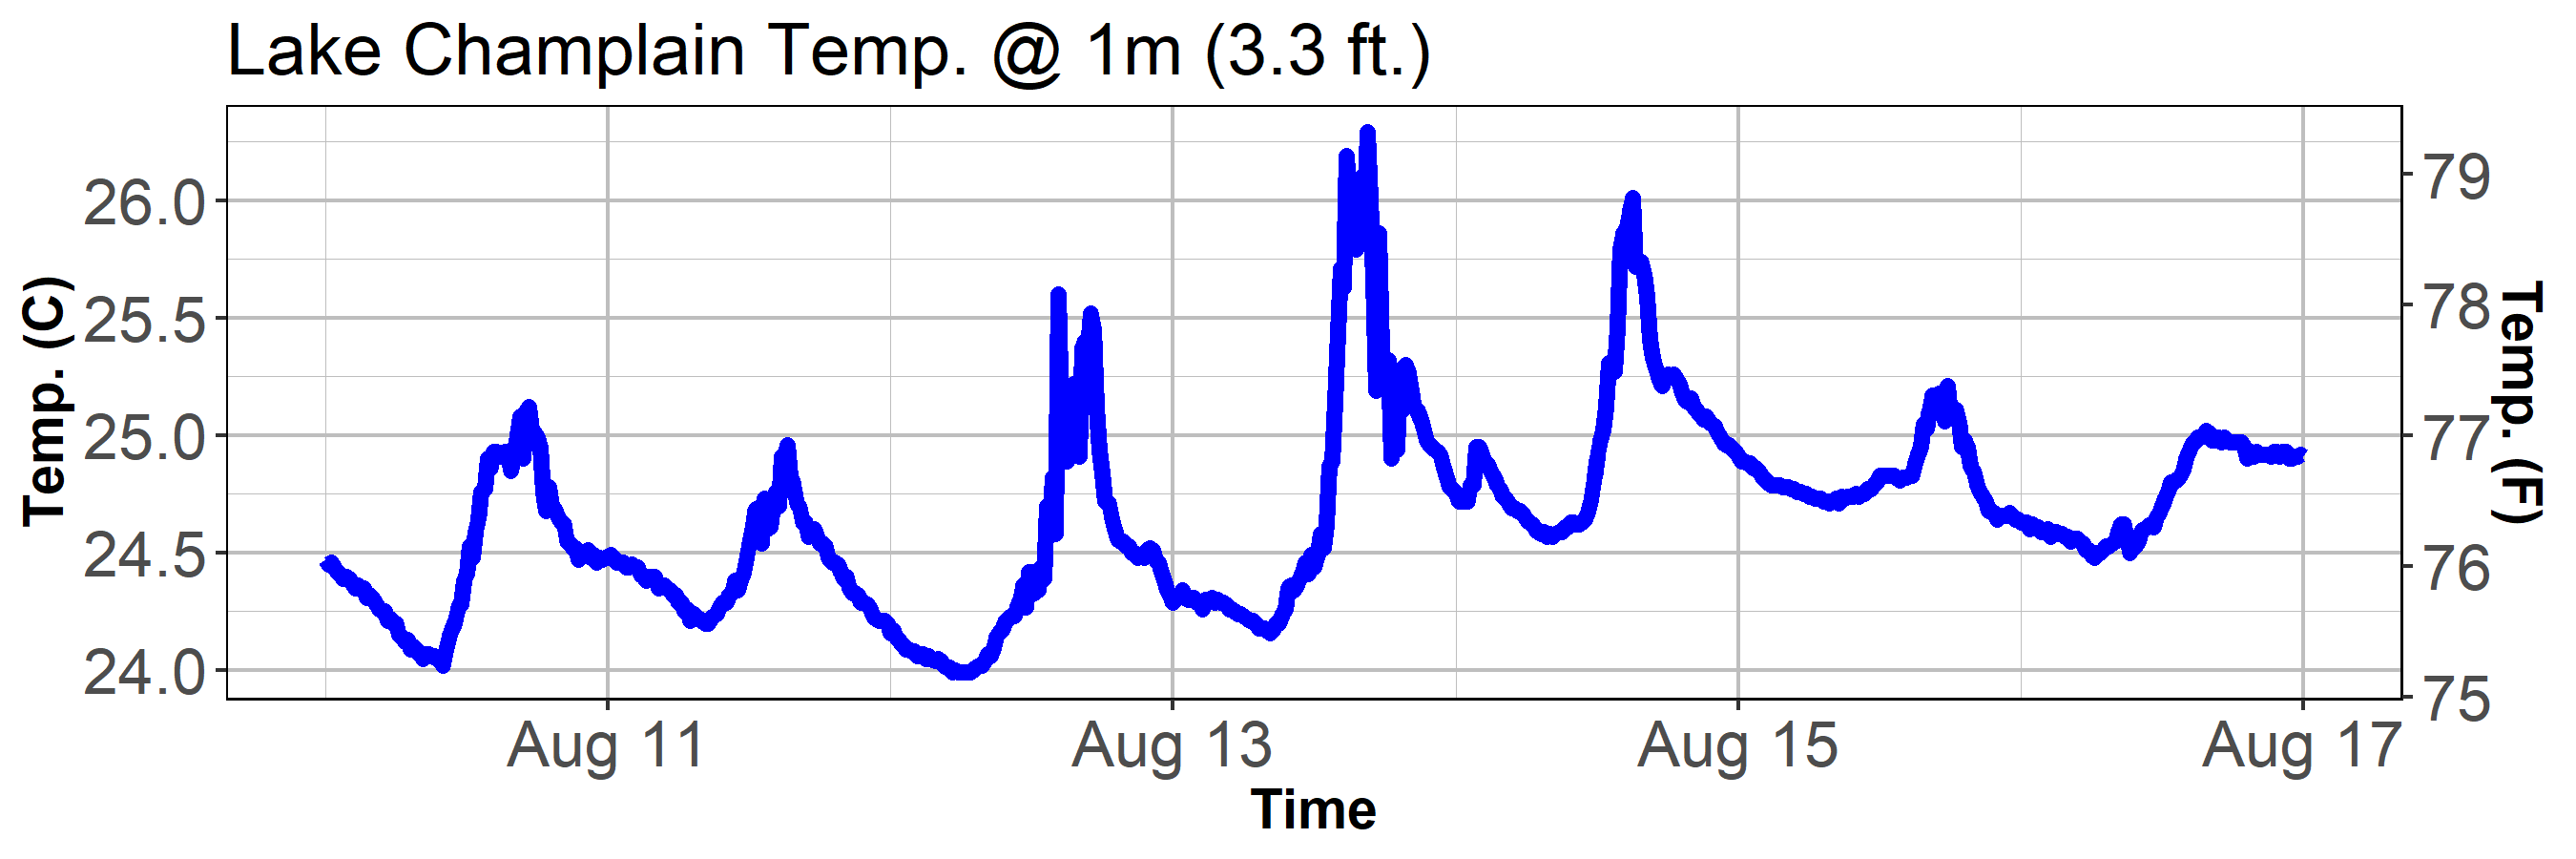 Lake Champlain Temp. @ 1m (3.3 ft.)
Temp. (C)
26.0
25.5
25.0
24.5
24.0
79
78
77
76
75
Temp. (F)
Aug 11 Aug 13 Aug 15 Aug 17
Time